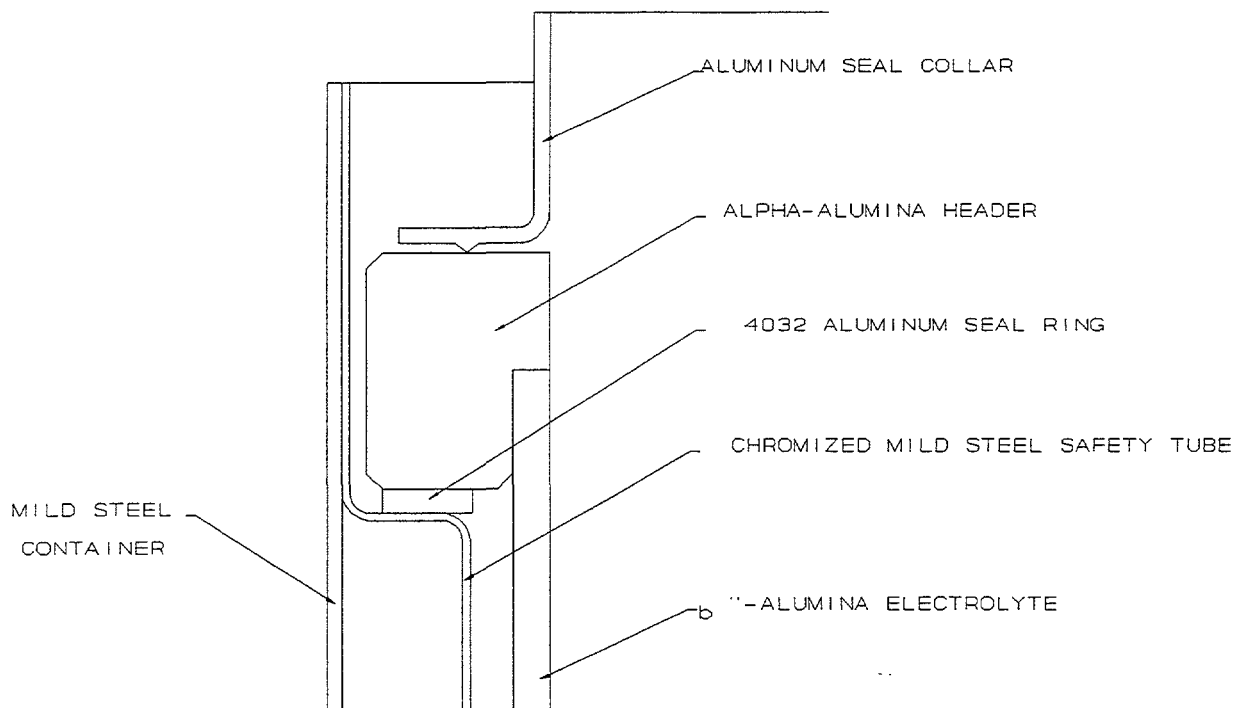 ALUMINUM SEAL COLLAR
ALPHA-ALUMINA HEADER
4032 ALUMINUM SEAL RING
CHROMIZED MILD STEEL SAFETY TUBE
MILD STEEL
CONTAINER
b "-ALUMINA ELECTROLYTE